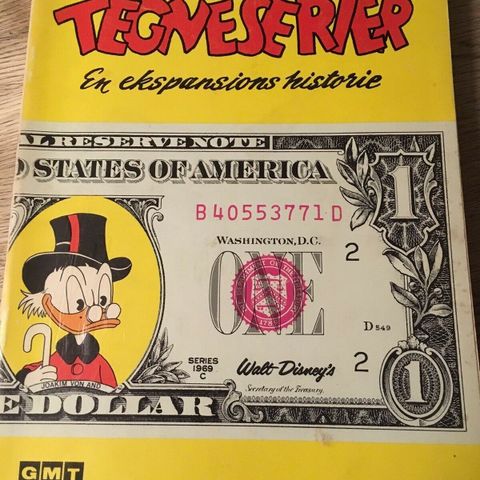 TEGNESERIER
En ekspansions historie
AL RESERVE NOTE
D STATES OF AMERICA
1
B 40553771 D
WASHINGTON, D.C.
2
ONE
D 549
SERIES
1969
C
Walt Disney's
Secretary of the Treasury.
2
JOAKIM VON AND
E DOLLAR
1
GMT